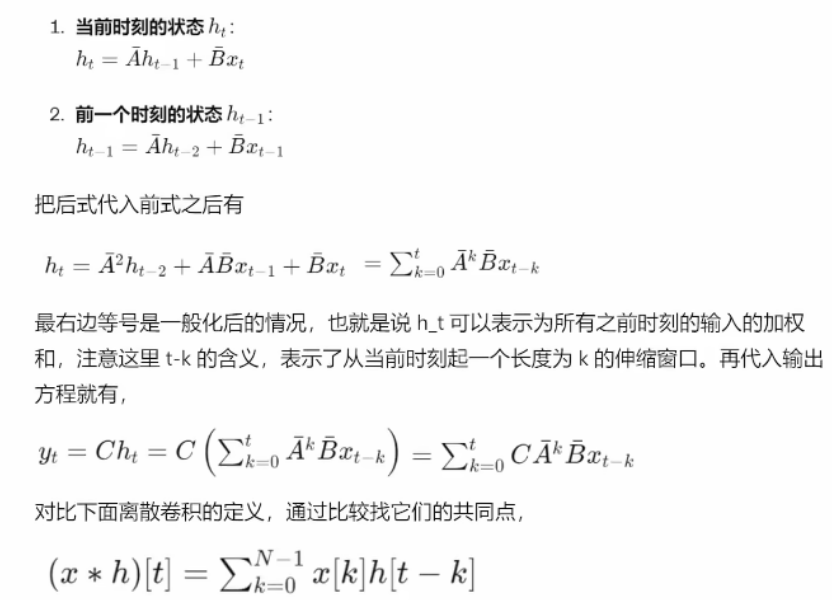 1. 当前时刻的状态 $h_t$：
$h_t = \bar{A}h_{t-1} + \bar{B}x_t$
2. 前一个时刻的状态 $h_{t-1}$：
$h_{t-1} = \bar{A}h_{t-2} + \bar{B}x_{t-1}$
把后式代入前式之后有
$h_t = \bar{A}^2 h_{t-2} + \bar{A}\bar{B}x_{t-1} + \bar{B}x_t = \sum_{k=0}^{t} \bar{A}^k \bar{B}x_{t-k}$
最右边等号是一般化后的情况，也就是说 h_t 可以表示为所有之前时刻的输入的加权
和，注意这里 t-k 的含义，表示了从当前时刻起一个长度为 k 的伸缩窗口。再代入输出
方程就有，
$y_t = Ch_t = C\left(\sum_{k=0}^{t} \bar{A}^k \bar{B}x_{t-k}\right) = \sum_{k=0}^{t} C\bar{A}^k \bar{B}x_{t-k}$
对比下面离散卷积的定义，通过比较找它们的共同点，
$(x * h)[t] = \sum_{k=0}^{N-1} x[k]h[t-k]$